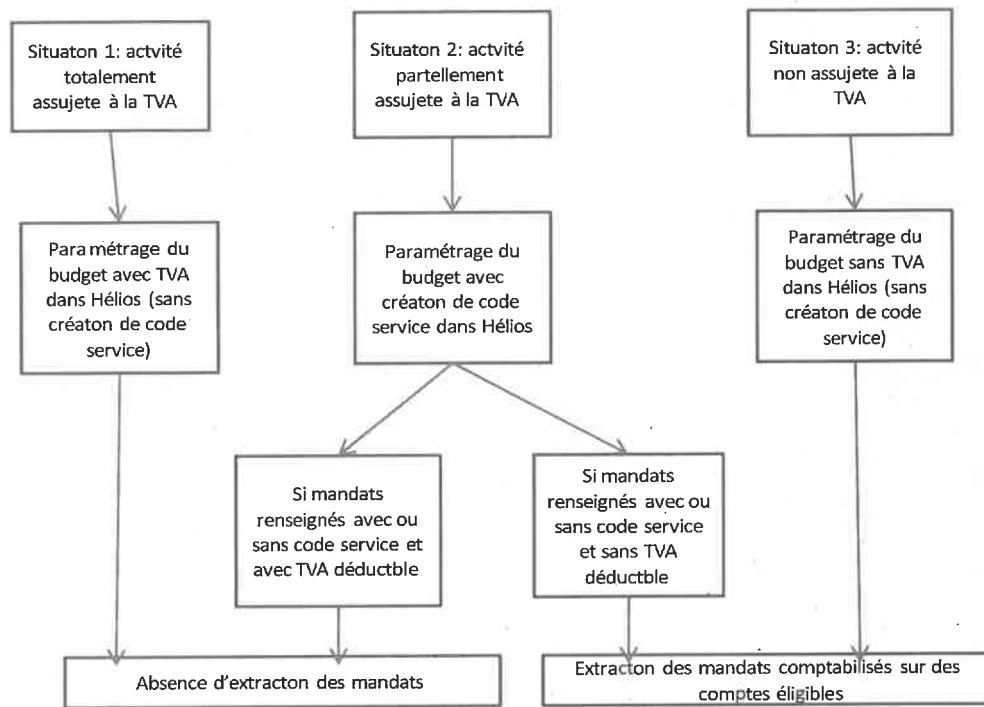 Situaton 1: actvité
totalement
assujete à la TVA
Situaton 2: actvité
partellement
assujete à la TVA
Situaton 3: actvité
non assujete à la
TVA
Para métrage du
budget avec TVA
dans Hélios (sans
créaton de code
service)
Paramétrage du
budget avec
créaton de code
service dans Hélios
Paramétrage du
budget sans TVA
dans Hélios (sans
créaton de code
service)
Si mandats
renseignés avec ou
sans code service et
avec TVA déductble
Si mandats
renseignés avec ou
sans code service
et sans TVA
déductble
Absence d'extracton des mandats
Extracton des mandats comptabilisés sur des
comptes éligibles